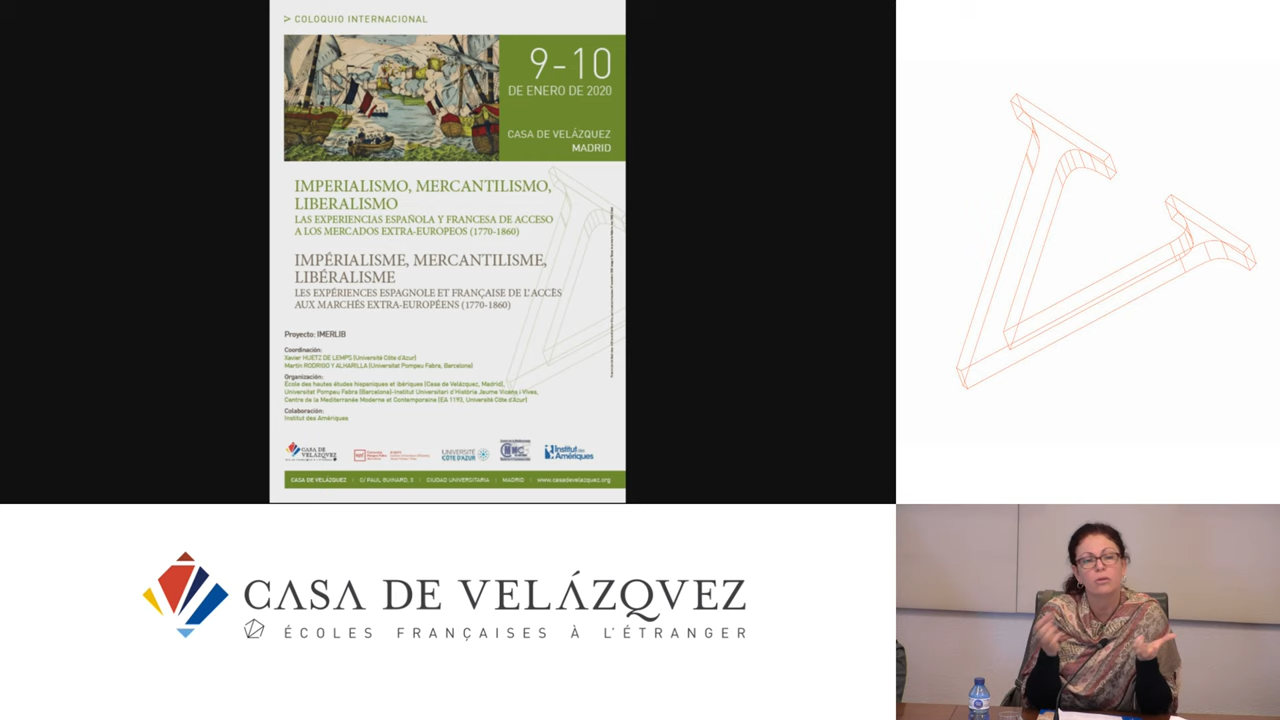 > COLOQUIO INTERNACIONAL
9-10
DE ENERO DE 2020
CASA DE VELÁZQUEZ
MADRID
IMPERIALISMO, MERCANTILISMO,
LIBERALISMO
LAS EXPERIENCIAS ESPAÑOLA Y FRANCESA DE ACCESO
A LOS MERCADOS EXTRA-EUROPEOS (1770-1860)
IMPÉRIALISME, MERCANTILISME,
LIBÉRALISME
LES EXPÉRIENCES ESPAGNOLE ET FRANÇAISE DE L'ACCÈS
AUX MARCHÉS EXTRA-EUROPÉENS (1770-1860)
Proyecto: IMERLIB
Coordinación:
Xavier HUETZ DE LEMPS (Université Côte d'Azur)
Martín RODRIGO Y ALHARILLA (Universitat Pompeu Fabra, Barcelona)
Organización:
École des hautes études hispaniques et ibériques (Casa de Velázquez, Madrid),
Universitat Pompeu Fabra (Barcelona)-Institut Universitari d'Història Jaume Vicens i Vives,
Centre de la Méditerranée Moderne et Contemporaine (EA 1193, Université Côte d'Azur)
Colaboración:
Institut des Amériques
CASA DE
VELÁZQUEZ
UNIVERSITÉ
CÔTE D'AZUR
Institut des
Amériques
CASA DE VELÁZQUEZ | C/ PAUL GUINARD, 3 | CIUDAD UNIVERSITARIA | MADRID | www.casadevelazquez.org
CASA DE VELÁZQVEZ
ÉCOLES FRANÇAISES À L'ÉTRANGER